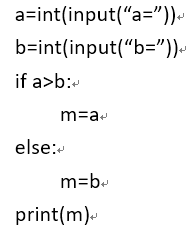 a=int(input(“a=”))
b=int(input(“b=”))
if a>b:
m=a
else:
m=b
print(m)